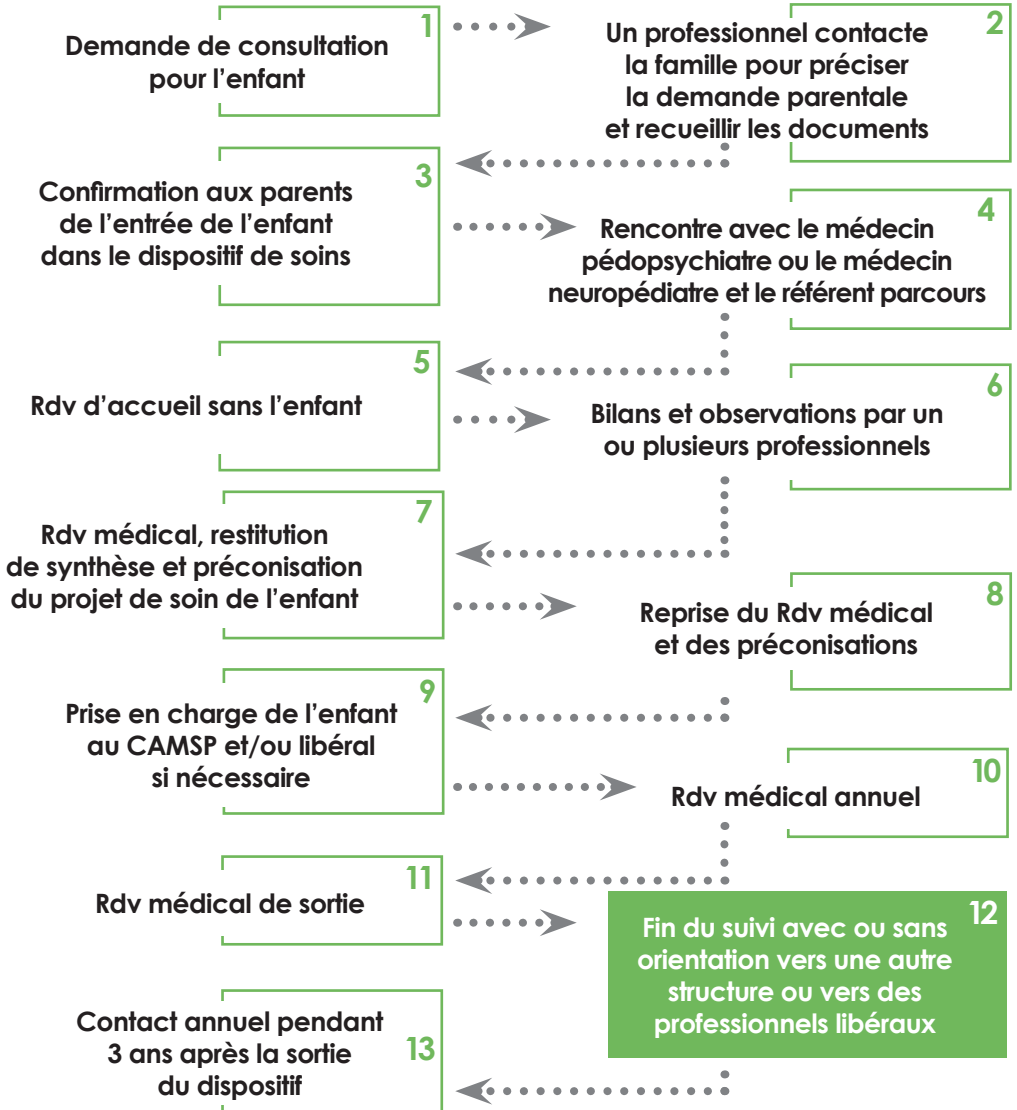 1
Demande de consultation
pour l'enfant
2
Un professionnel contacte
la famille pour préciser
la demande parentale
et recueillir les documents
3
Confirmation aux parents
de l'entrée de l'enfant
dans le dispositif de soins
4
Rencontre avec le médecin
pédopsychiatre ou le médecin
neuropédiatre et le référent parcours
5
Rdv d'accueil sans l'enfant
6
Bilans et observations par un
ou plusieurs professionnels
7
Rdv médical, restitution
de synthèse et préconisation
du projet de soin de l'enfant
8
Reprise du Rdv médical
et des préconisations
9
Prise en charge de l'enfant
au CAMSP et/ou libéral
si nécessaire
10
Rdv médical annuel
11
Rdv médical de sortie
12
Fin du suivi avec ou sans
orientation vers une autre
structure ou vers des
professionnels libéraux
Contact annuel pendant
3 ans après la sortie
du dispositif
13